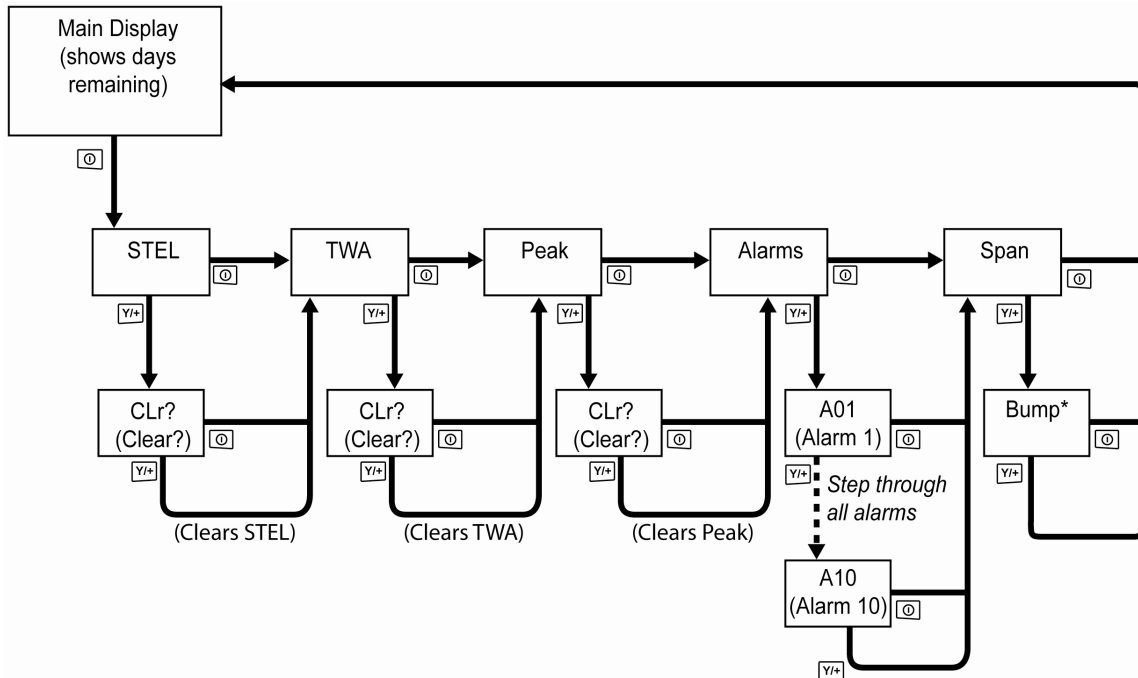 Main Display
(shows days
remaining)
STEL
TWA
Peak
Alarms
Span
Y/+
Y/+
Y/+
Y/+
Y/+
CLr?
(Clear?)
CLr?
(Clear?)
CLr?
(Clear?)
A01
(Alarm 1)
Bump*
Y/+
Y/+
Y/+
Y/+
Y/+
Step through
all alarms
(Clears STEL)
(Clears TWA)
(Clears Peak)
A10
(Alarm 10)
Y/+